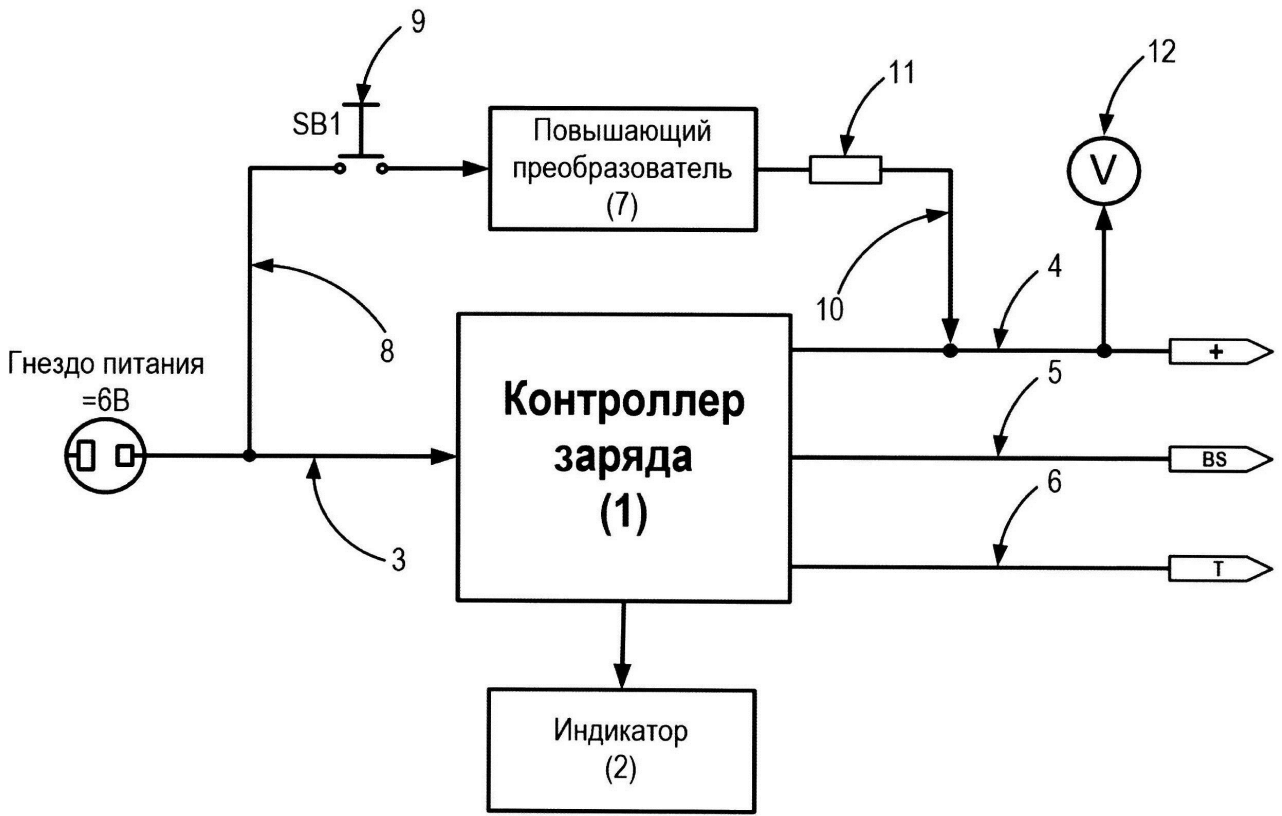 9
12
11
SB1
Повышающий
преобразователь
(7)
V
10
4
8
Гнездо питания
=6В
+
5
Контроллер
заряда
(1)
BS
6
3
T
Индикатор
(2)